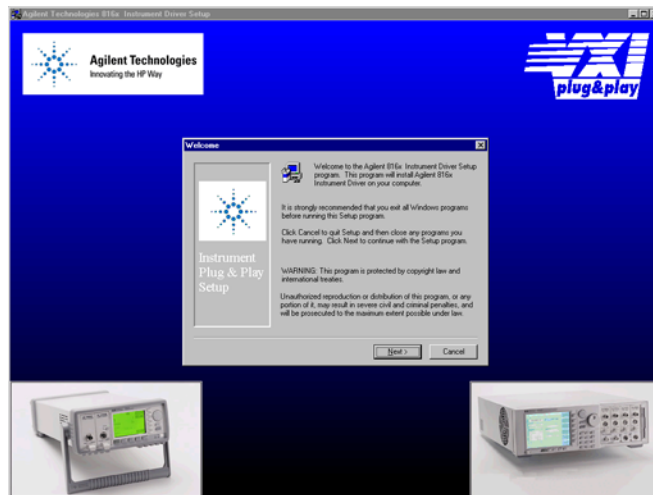 Agilent Technologies 816x Instrument Driver Setup
Agilent Technologies
Innovating the HP Way
VXI
plug&play
Welcome
Welcome to the Agilent 816x Instrument Driver Setup
program. This program will install Agilent 816x
Instrument Driver on your computer.
It is strongly recommended that you exit all Windows programs
before running this Setup program.
Click Cancel to quit Setup and then close any programs you
have running. Click Next to continue with the Setup program.
WARNING: This program is protected by copyright law and
international treaties.
Unauthorized reproduction or distribution of this program, or any
portion of it, may result in severe civil and criminal penalties, and
will be prosecuted to the maximum extent possible under law.
Instrument
Plug & Play
Setup
Next >
Cancel